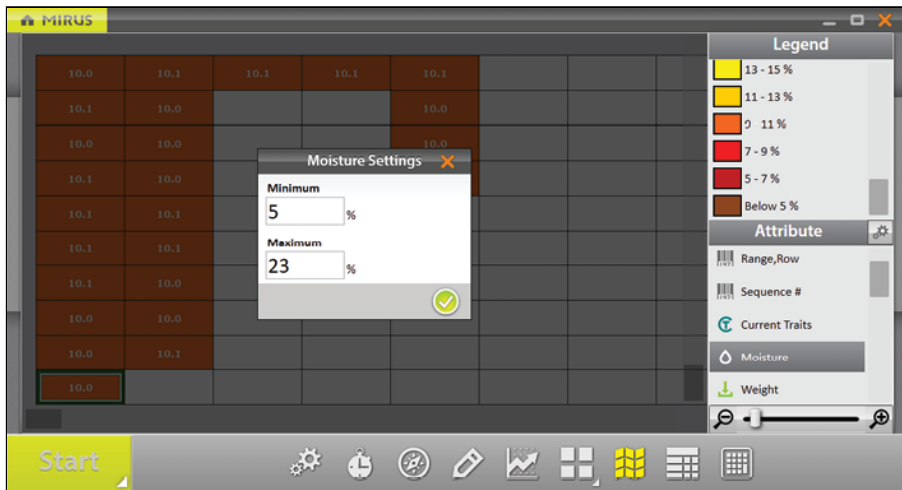 MIRUS
Legend
13 - 15 %
11 - 13 %
9 11 %
7 - 9 %
5 - 7 %
Below 5 %
Attribute
Range,Row
Sequence #
Current Traits
Moisture
Weight
10.0 10.1 10.1 10.1 10.1
10.1 10.0 10.0
10.0 10.0 10.0
10.1 10.0
10.1 10.1
10.1 10.1
10.1 10.0
10.0 10.0
10.0 10.1
10.0
Moisture Settings
Minimum
5 %
Maximum
23 %
Start